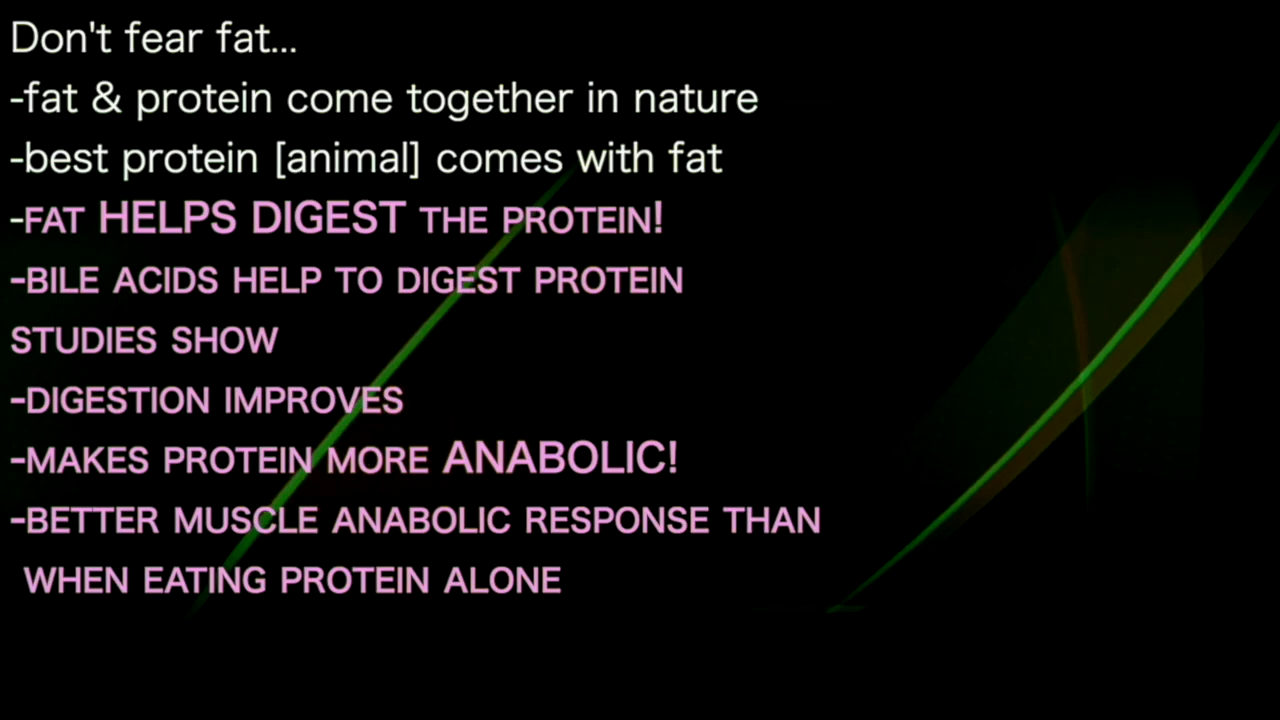 Don't fear fat...
-fat & protein come together in nature
-best protein [animal] comes with fat
-FAT HELPS DIGEST THE PROTEIN!
-BILE ACIDS HELP TO DIGEST PROTEIN
STUDIES SHOW
-DIGESTION IMPROVES
-MAKES PROTEIN MORE ANABOLIC!
-BETTER MUSCLE ANABOLIC RESPONSE THAN
WHEN EATING PROTEIN ALONE